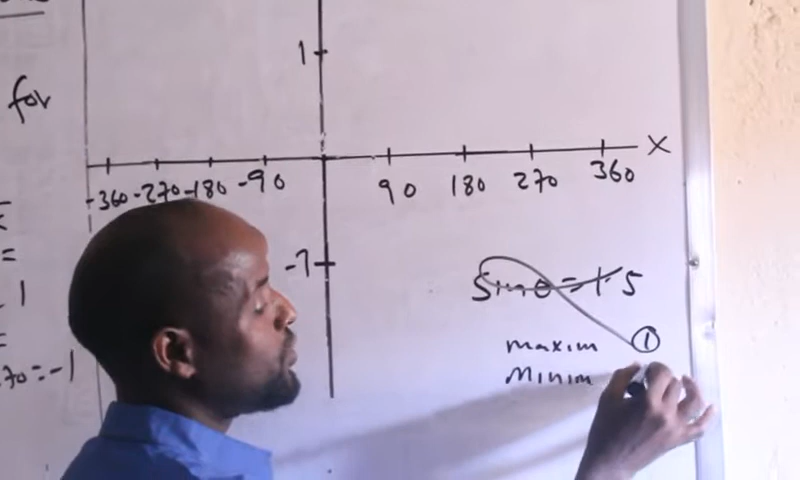 for
1
X
-360 -270 -180 -90 90 180 270 360
-1
=
1
=
70=-1
Sinθ=1.5
maxim 1
Minim